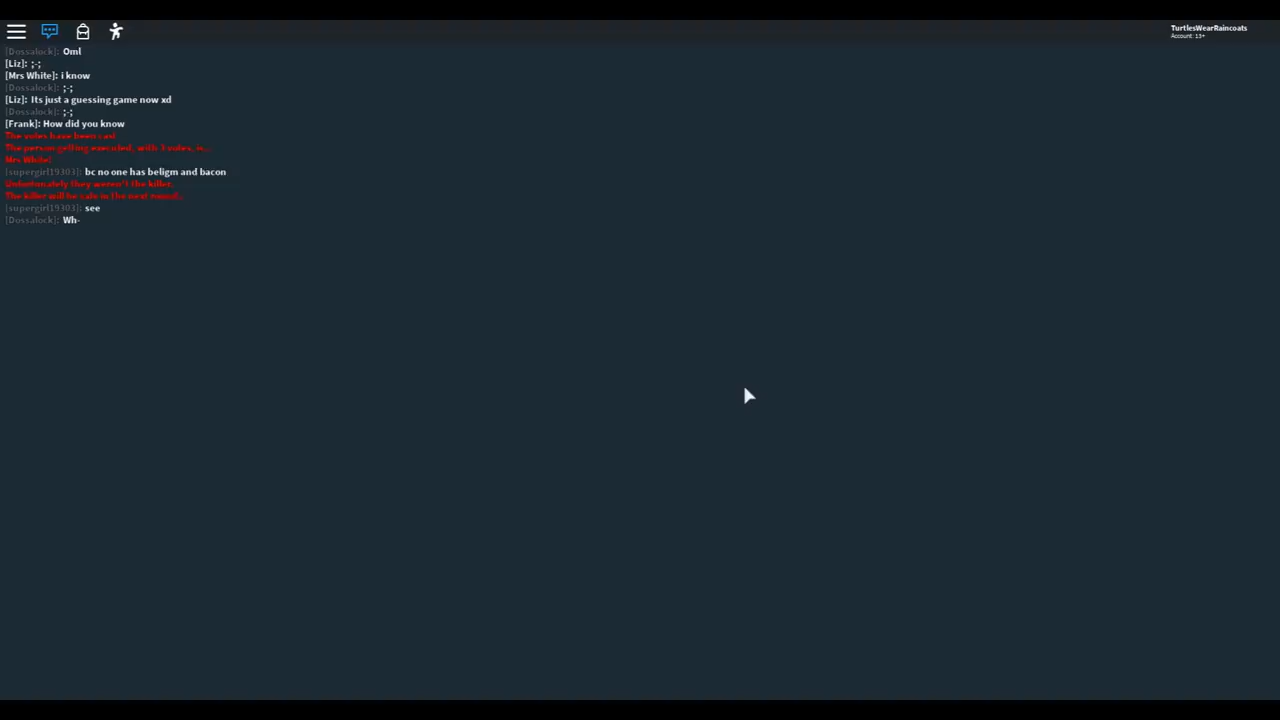 TurtlesWearRaincoats
Account: 13+
[Dossalock]: Oml
[Liz]: ;-;
[Mrs White]: i know
[Dossalock]: ;-;
[Liz]: Its just a guessing game now xd
[Dossalock]: ;-;
[Frank]: How did you know
The votes have been cast
The person getting executed, with 3 votes, is...
Mrs White!
[supergirl19303]: bc no one has beligm and bacon
Unfortunately they weren't the killer.
The killer will be safe in the next round..
[supergirl19303]: see
[Dossalock]: Wh-